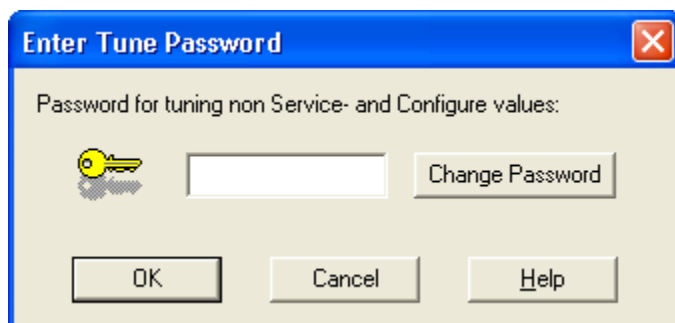 Enter Tune Password
Password for tuning non Service- and Configure values:
Change Password
OK Cancel Help